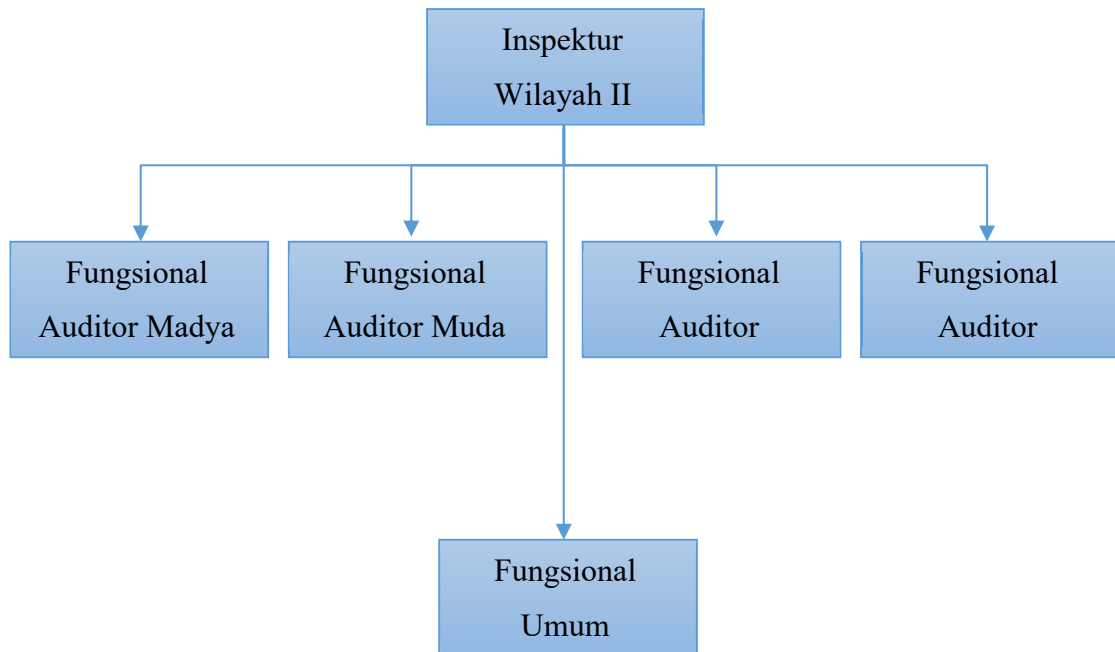 Inspektur
Wilayah II
Fungsional
Auditor Madya
Fungsional
Auditor Muda
Fungsional
Auditor
Fungsional
Auditor
Fungsional
Umum